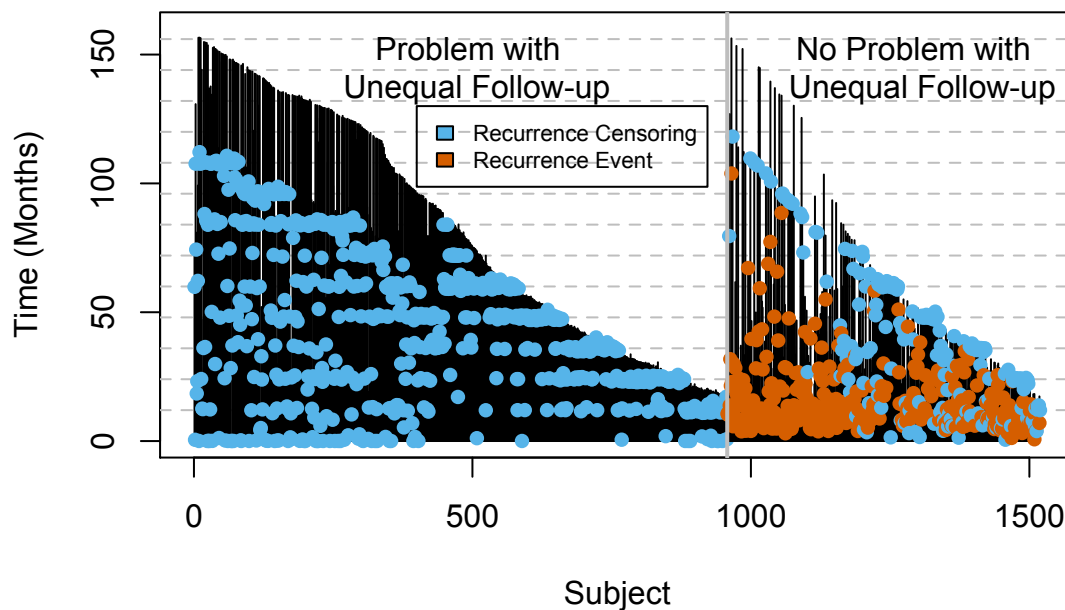 Problem with
Unequal Follow-up
No Problem with
Unequal Follow-up
Recurrence Censoring
Recurrence Event
150
100
50
0
Time (Months)
0
500
1000
1500
Subject